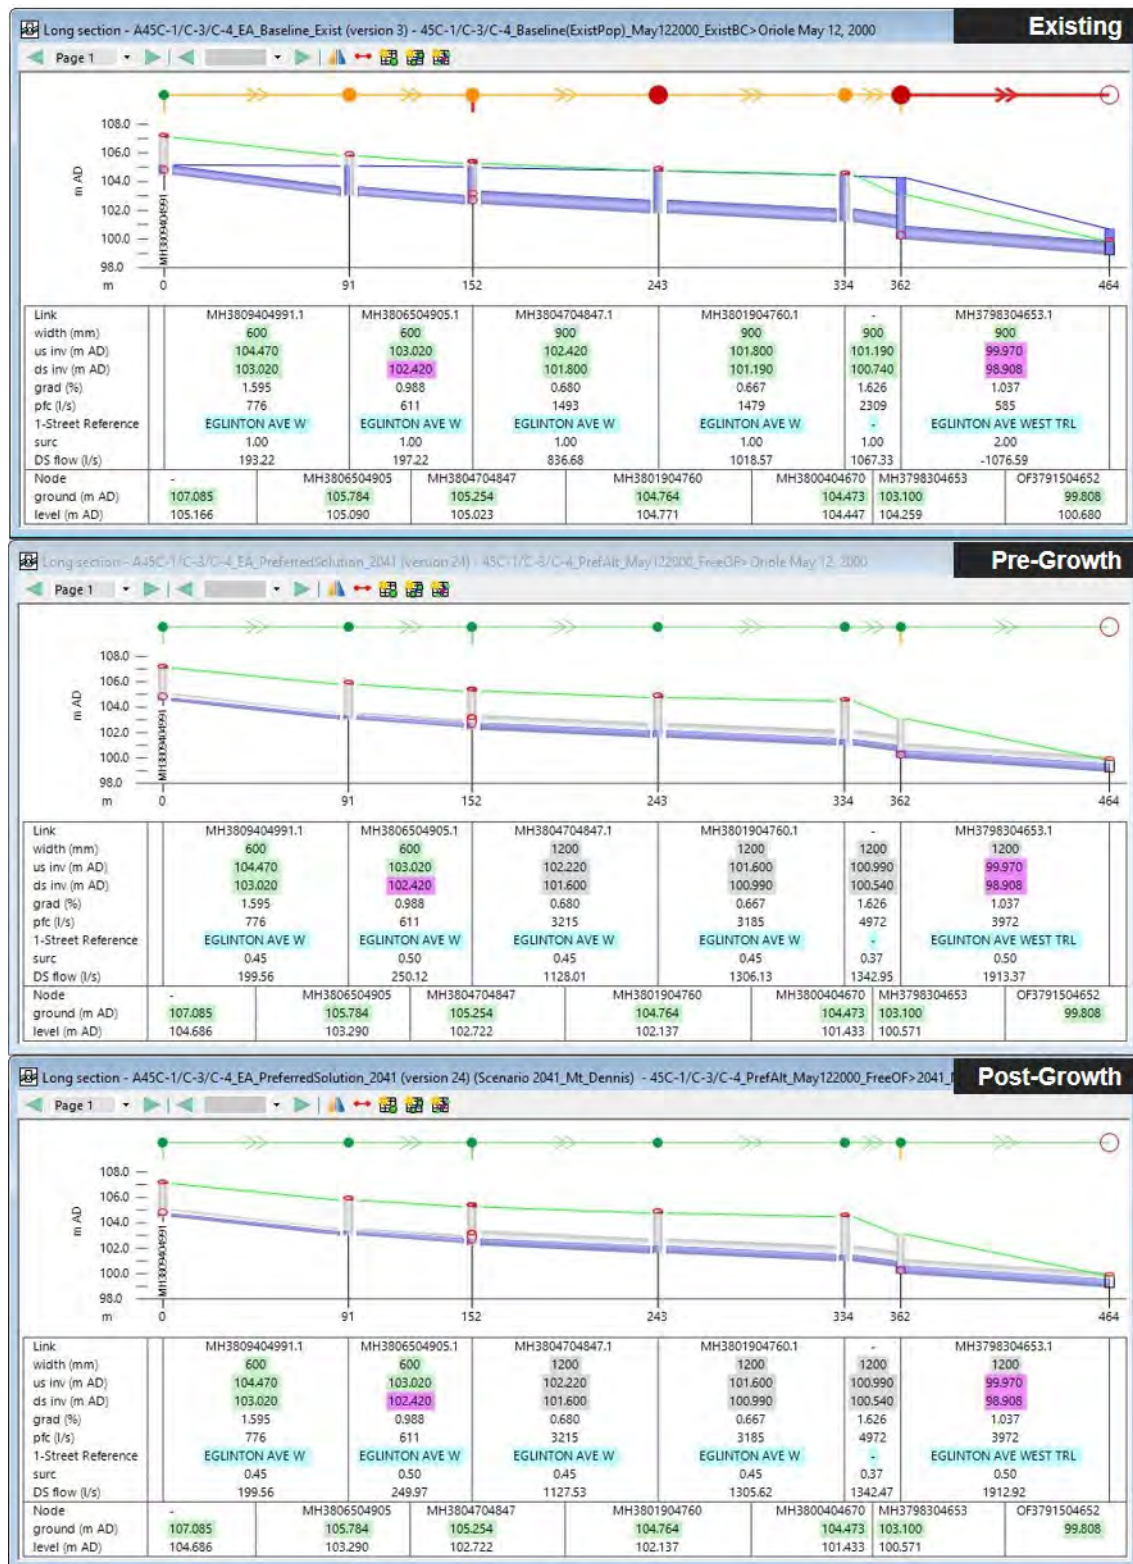 Long section - A45C-1/C-3/C-4_EA_Baseline_Exist (version 3) - 45C-1/C-3/C-4_Baseline(ExistPop)_May122000_ExistBC>Oriole May 12, 2000 Existing
Page 1
108.0
106.0
104.0
102.0
100.0
98.0
m AD
MH3809404991
m 0 91 152 243 334 362 464
Link MH3809404991.1 MH3806504905.1 MH3804704847.1 MH3801904760.1 - MH3798304653.1
width (mm) 600 600 900 900 900 900
us inv (m AD) 104.470 103.020 102.420 101.800 101.190 99.970
ds inv (m AD) 103.020 102.420 101.800 101.190 100.740 98.908
grad (%) 1.595 0.988 0.680 0.667 1.626 1.037
pfc (l/s) 776 611 1493 1479 2309 585
1-Street Reference EGLINTON AVE W EGLINTON AVE W EGLINTON AVE W EGLINTON AVE W - EGLINTON AVE WEST TRL
surc 1.00 1.00 1.00 1.00 1.00 2.00
DS flow (l/s) 193.22 197.22 836.68 1018.57 1067.33 -1076.59
Node - MH3806504905 MH3804704847 MH3801904760 MH3800404670 MH3798304653 OF3791504652
ground (m AD) 107.085 105.784 105.254 104.764 104.473 103.100 99.808
level (m AD) 105.166 105.090 105.023 104.771 104.447 104.259 100.680
Long section - A45C-1/C-3/C-4_EA_PreferredSolution_2041 (version 24) - 45C-1/C-3/C-4_PrefAlt_May122000_FreeOF> Oriole May 12, 2000 Pre-Growth
Page 1
108.0
106.0
104.0
102.0
100.0
98.0
m AD
MH3809404991
m 0 91 152 243 334 362 464
Link MH3809404991.1 MH3806504905.1 MH3804704847.1 MH3801904760.1 - MH3798304653.1
width (mm) 600 600 1200 1200 1200 1200
us inv (m AD) 104.470 103.020 102.220 101.600 100.990 99.970
ds inv (m AD) 103.020 102.420 101.600 100.990 100.540 98.908
grad (%) 1.595 0.988 0.680 0.667 1.626 1.037
pfc (l/s) 776 611 3215 3185 4972 3972
1-Street Reference EGLINTON AVE W EGLINTON AVE W EGLINTON AVE W EGLINTON AVE W - EGLINTON AVE WEST TRL
surc 0.45 0.50 0.45 0.45 0.37 0.50
DS flow (l/s) 199.56 250.12 1128.01 1306.13 1342.95 1913.37
Node - MH3806504905 MH3804704847 MH3801904760 MH3800404670 MH3798304653 OF3791504652
ground (m AD) 107.085 105.784 105.254 104.764 104.473 103.100 99.808
level (m AD) 104.686 103.290 102.722 102.137 101.433 100.571
Long section - A45C-1/C-3/C-4_EA_PreferredSolution_2041 (version 24) (Scenario 2041_Mt_Dennis) - 45C-1/C-3/C-4_PrefAlt_May122000_FreeOF>2041_ Post-Growth
Page 1
108.0
106.0
104.0
102.0
100.0
98.0
m AD
MH3809404991
m 0 91 152 243 334 362 464
Link MH3809404991.1 MH3806504905.1 MH3804704847.1 MH3801904760.1 - MH3798304653.1
width (mm) 600 600 1200 1200 1200 1200
us inv (m AD) 104.470 103.020 102.220 101.600 100.990 99.970
ds inv (m AD) 103.020 102.420 101.600 100.990 100.540 98.908
grad (%) 1.595 0.988 0.680 0.667 1.626 1.037
pfc (l/s) 776 611 3215 3185 4972 3972
1-Street Reference EGLINTON AVE W EGLINTON AVE W EGLINTON AVE W EGLINTON AVE W - EGLINTON AVE WEST TRL
surc 0.45 0.50 0.45 0.45 0.37 0.50
DS flow (l/s) 199.56 249.97 1127.53 1305.62 1342.47 1912.92
Node - MH3806504905 MH3804704847 MH3801904760 MH3800404670 MH3798304653 OF3791504652
ground (m AD) 107.085 105.784 105.254 104.764 104.473 103.100 99.808
level (m AD) 104.686 103.290 102.722 102.137 101.433 100.571